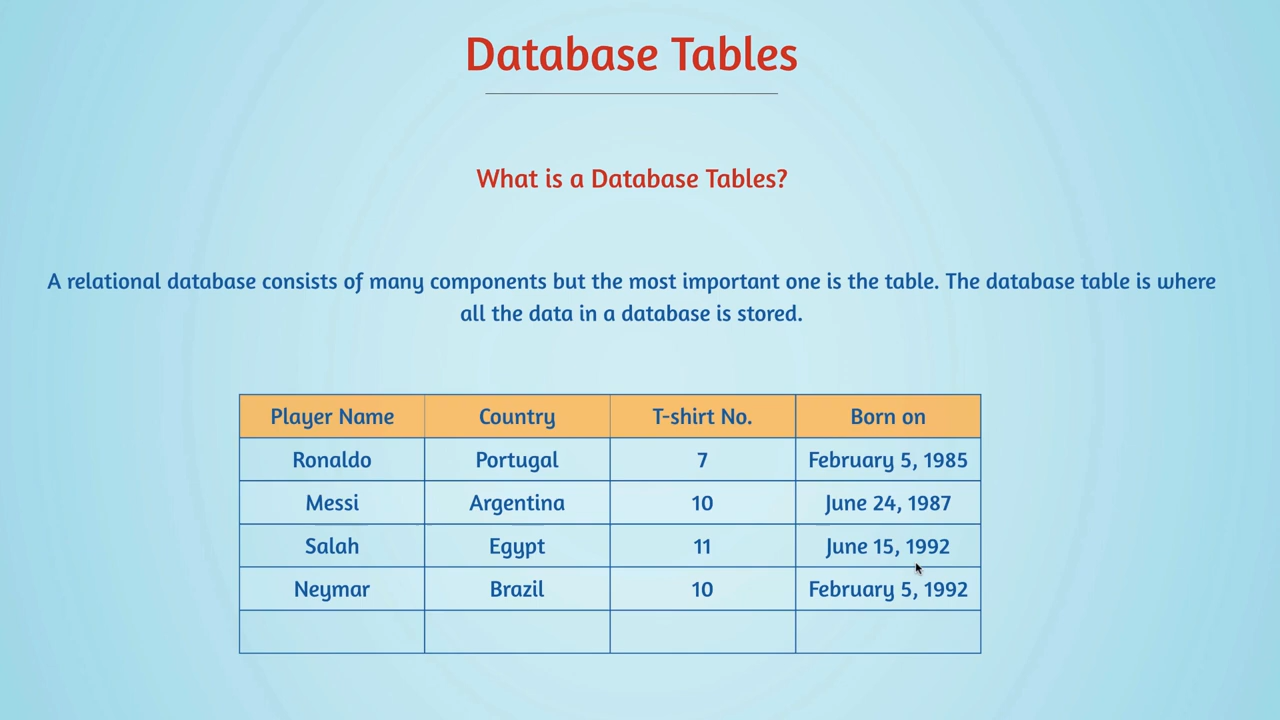 Database Tables
What is a Database Tables?
A relational database consists of many components but the most important one is the table. The database table is where
all the data in a database is stored.
Player Name Country T-shirt No. Born on
Ronaldo Portugal 7 February 5, 1985
Messi Argentina 10 June 24, 1987
Salah Egypt 11 June 15, 1992
Neymar Brazil 10 February 5, 1992